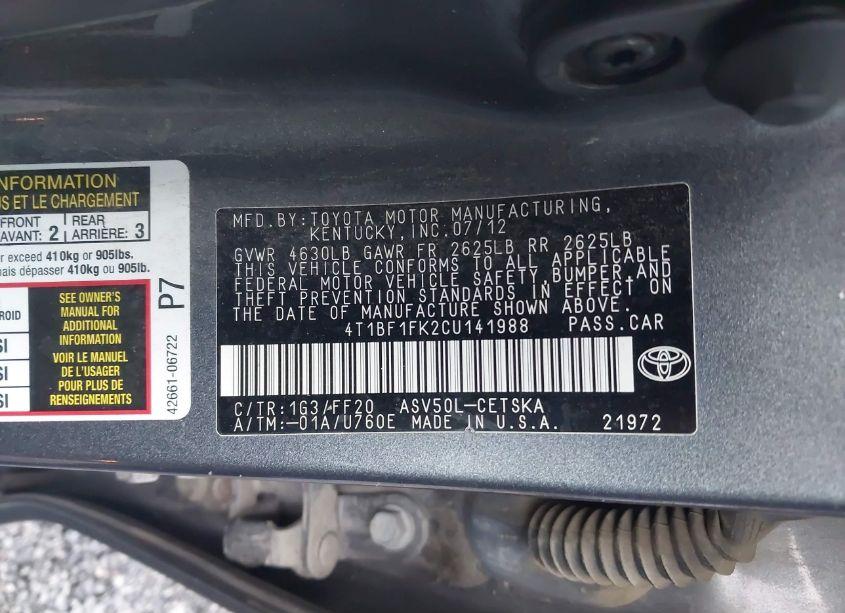 INFORMATION
US ET LE CHARGEMENT
FRONT
AVANT: 2
REAR
ARRIÈRE: 3
exceed 410kg or 905lbs.
mais dépasser 410kg ou 905lb.
SEE OWNER'S
MANUAL FOR
ADDITIONAL
INFORMATION
VOIR LE MANUEL
DE L'USAGER
POUR PLUS DE
RENSEIGNEMENTS
P7
42661-06722
MFD.BY:TOYOTA MOTOR MANUFACTURING,
KENTUCKY,INC.07/12
GVWR 4630LB GAWR FR 2625LB RR 2625LB
THIS VEHICLE CONFORMS TO ALL APPLICABLE
FEDERAL MOTOR VEHICLE SAFETY,BUMPER,AND
THEFT PREVENTION STANDARDS IN EFFECT ON
THE DATE OF MANUFACTURE SHOWN ABOVE.
4T1BF1FK2CU141988 PASS.CAR
C/TR:1G3/FF20 ASV50L-CETSKA
A/TM:-01A/U760E MADE IN U.S.A. 21972